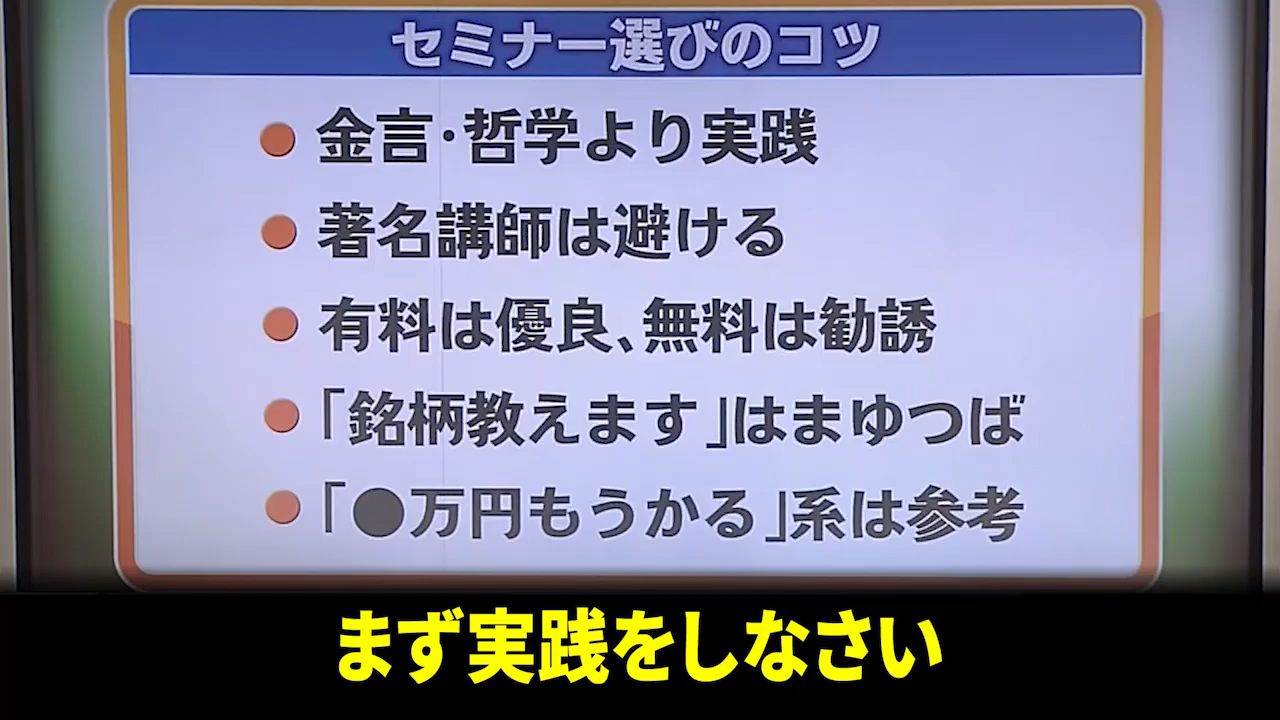 セミナー選びのコツ
● 金言・哲学より実践
● 著名講師は避ける
● 有料は優良、無料は勧誘
● 「銘柄教えます」はまゆつば
● 「●万円もうかる」系は参考
まず実践をしなさい